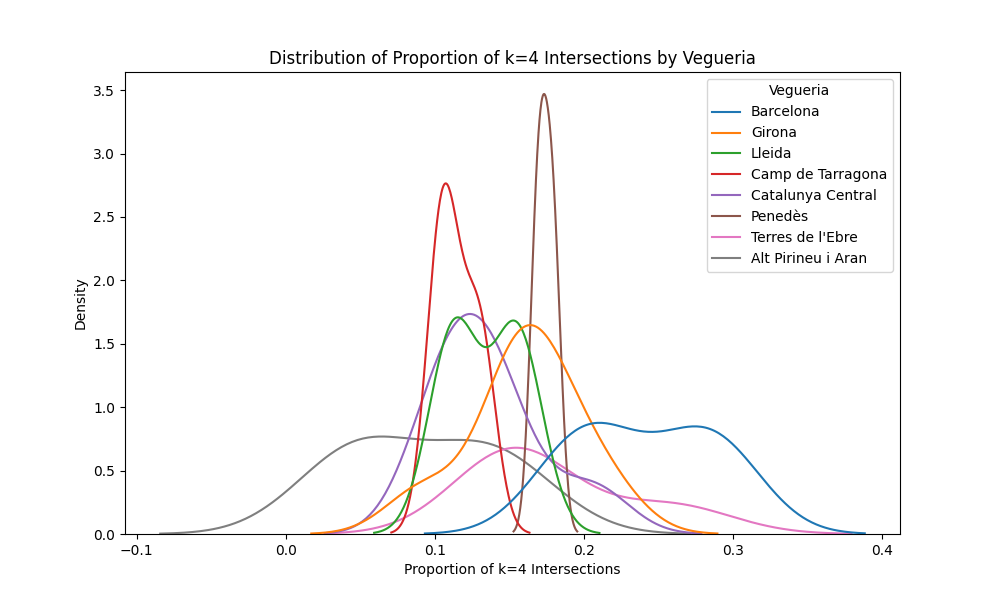 Distribution of Proportion of k=4 Intersections by Vegueria
Vegueria
Barcelona
Girona
Lleida
Camp de Tarragona
Catalunya Central
Penedès
Terres de l'Ebre
Alt Pirineu i Aran
Density
3.5
3.0
2.5
2.0
1.5
1.0
0.5
0.0
−0.1
0.0
0.1
0.2
0.3
0.4
Proportion of k=4 Intersections